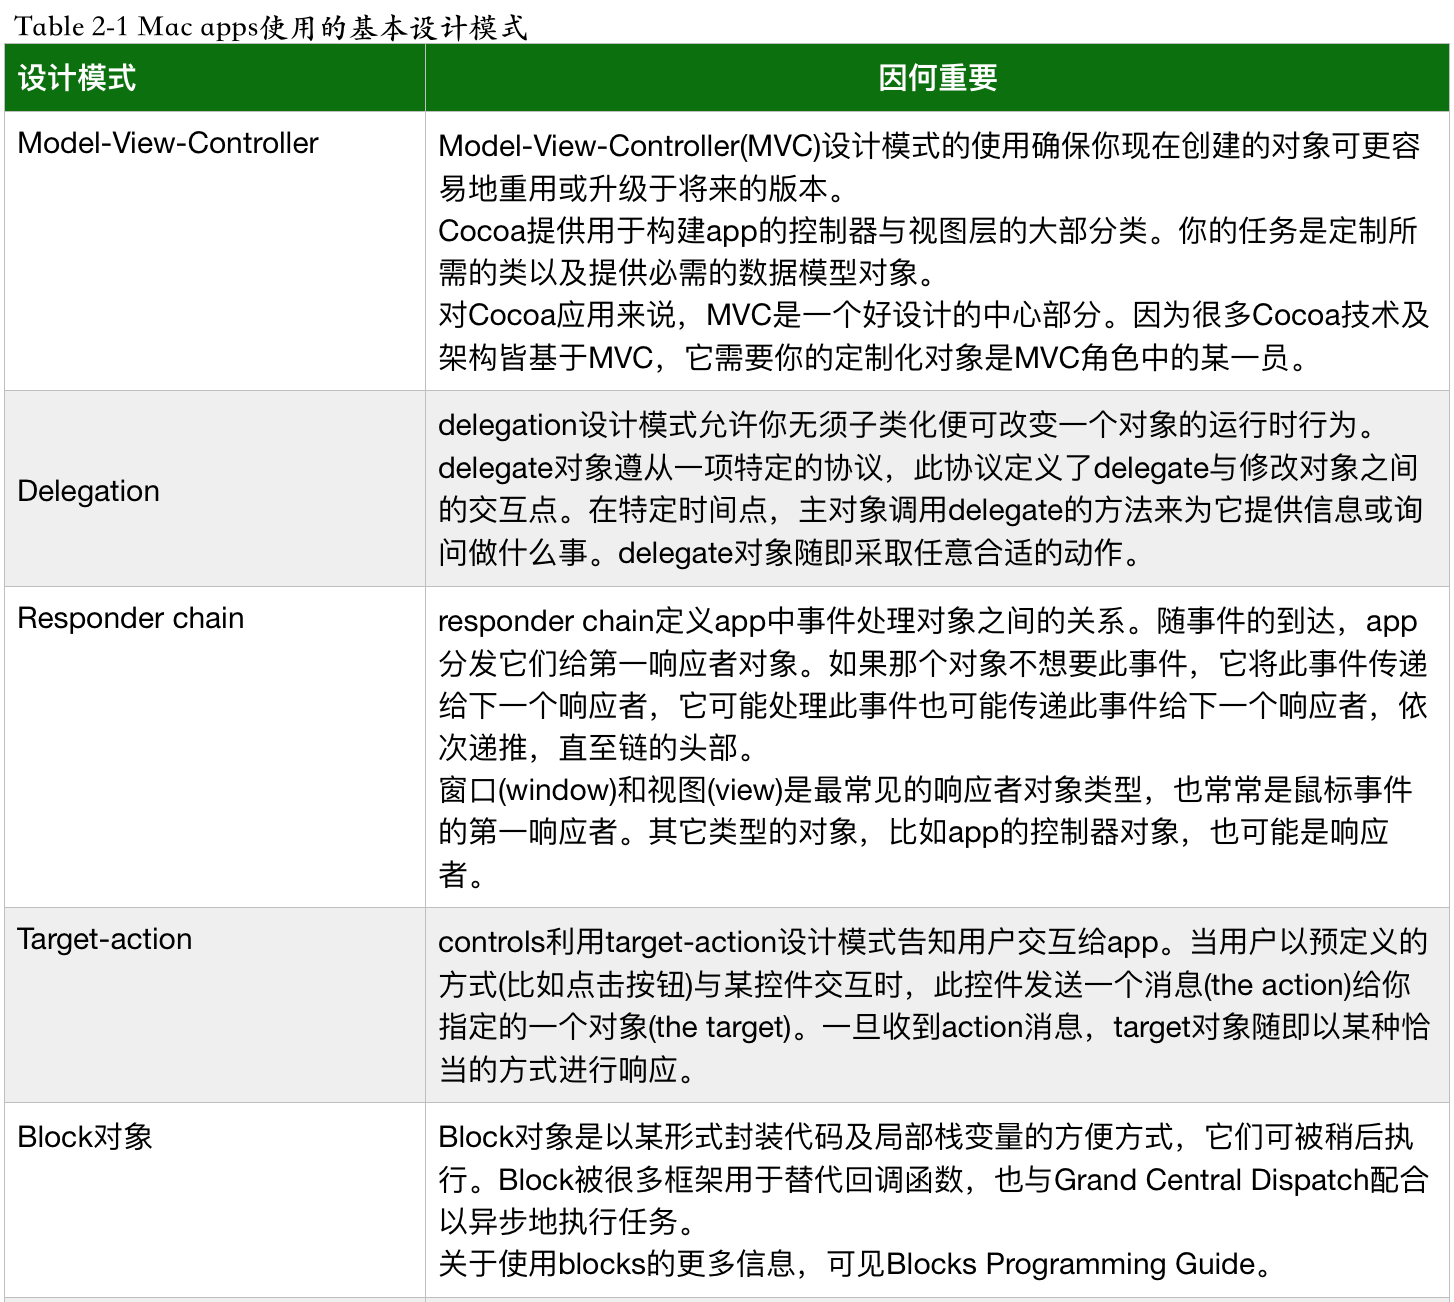 Table 2-1 Mac apps使用的基本设计模式
设计模式
因何重要
Model-View-Controller
Model-View-Controller(MVC)设计模式的使用确保你现在创建的对象可更容
易地重用或升级于将来的版本。
Cocoa提供用于构建app的控制器与视图层的大部分类。你的任务是定制所
需的类以及提供必需的数据模型对象。
对Cocoa应用来说，MVC是一个好设计的中心部分。因为很多Cocoa技术及
架构皆基于MVC，它需要你的定制化对象是MVC角色中的某一员。
Delegation
delegation设计模式允许你无须子类化便可改变一个对象的运行时行为。
delegate对象遵从一项特定的协议，此协议定义了delegate与修改对象之间
的交互点。在特定时间点，主对象调用delegate的方法来为它提供信息或询
问做什么事。delegate对象随即采取任意合适的动作。
Responder chain
responder chain定义app中事件处理对象之间的关系。随事件的到达，app
分发它们给第一响应者对象。如果那个对象不想要此事件，它将此事件传递
给下一个响应者，它可能处理此事件也可能传递此事件给下一个响应者，依
次递推，直至链的头部。
窗口(window)和视图(view)是最常见的响应者对象类型，也常常是鼠标事件
的第一响应者。其它类型的对象，比如app的控制器对象，也可能是响应
者。
Target-action
controls利用target-action设计模式告知用户交互给app。当用户以预定义的
方式(比如点击按钮)与某控件交互时，此控件发送一个消息(the action)给你
指定的一个对象(the target)。一旦收到action消息，target对象随即以某种恰
当的方式进行响应。
Block对象
Block对象是以某形式封装代码及局部栈变量的方便方式，它们可被稍后执
行。Block被很多框架用于替代回调函数，也与Grand Central Dispatch配合
以异步地执行任务。
关于使用blocks的更多信息，可见Blocks Programming Guide。